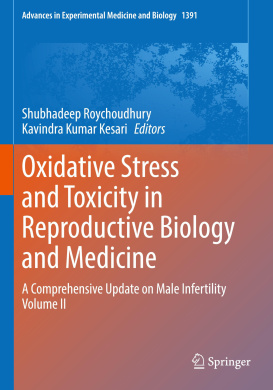 Advances in Experimental Medicine and Biology 1391
Shubhadeep Roychoudhury
Kavindra Kumar Kesari Editors
Oxidative Stress
and Toxicity in
Reproductive Biology
and Medicine
A Comprehensive Update on Male Infertility
Volume II
Springer